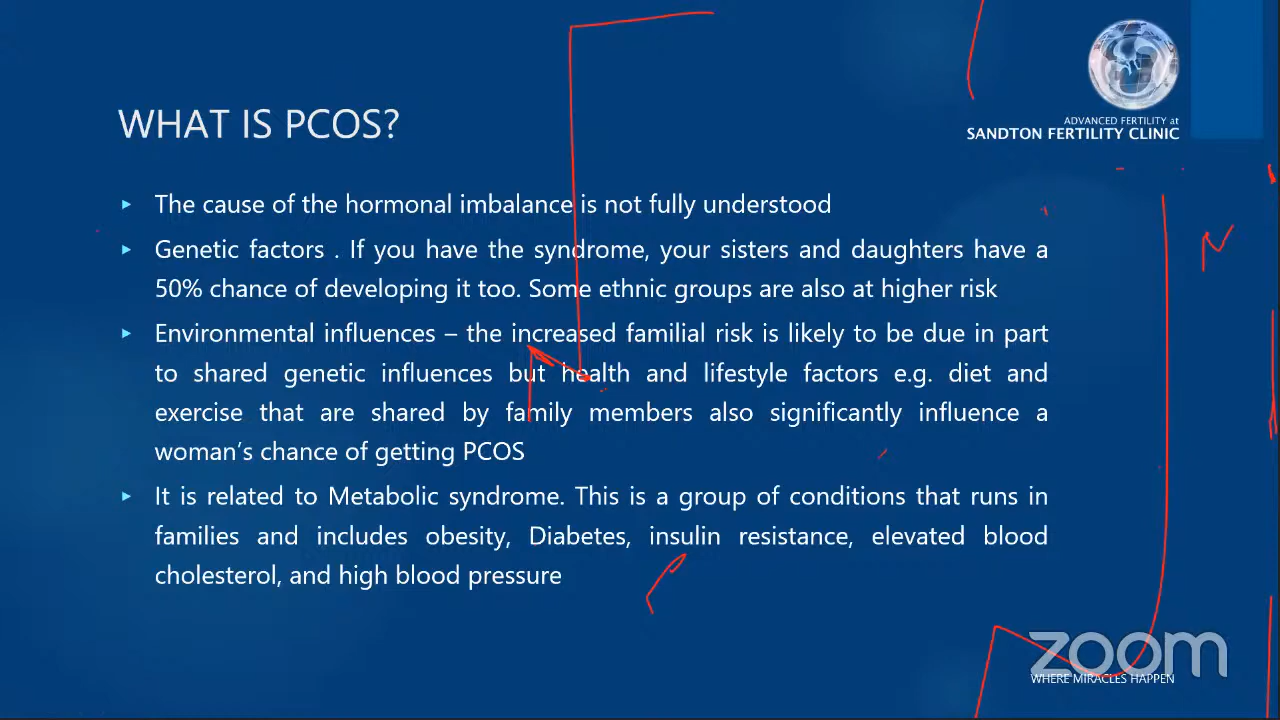 ADVANCED FERTILITY at
SANDTON FERTILITY CLINIC
WHAT IS PCOS?
▸ The cause of the hormonal imbalance is not fully understood
▸ Genetic factors . If you have the syndrome, your sisters and daughters have a
50% chance of developing it too. Some ethnic groups are also at higher risk
▸ Environmental influences – the increased familial risk is likely to be due in part
to shared genetic influences but health and lifestyle factors e.g. diet and
exercise that are shared by family members also significantly influence a
woman’s chance of getting PCOS
▸ It is related to Metabolic syndrome. This is a group of conditions that runs in
families and includes obesity, Diabetes, insulin resistance, elevated blood
cholesterol, and high blood pressure
zoom
WHERE MIRACLES HAPPEN